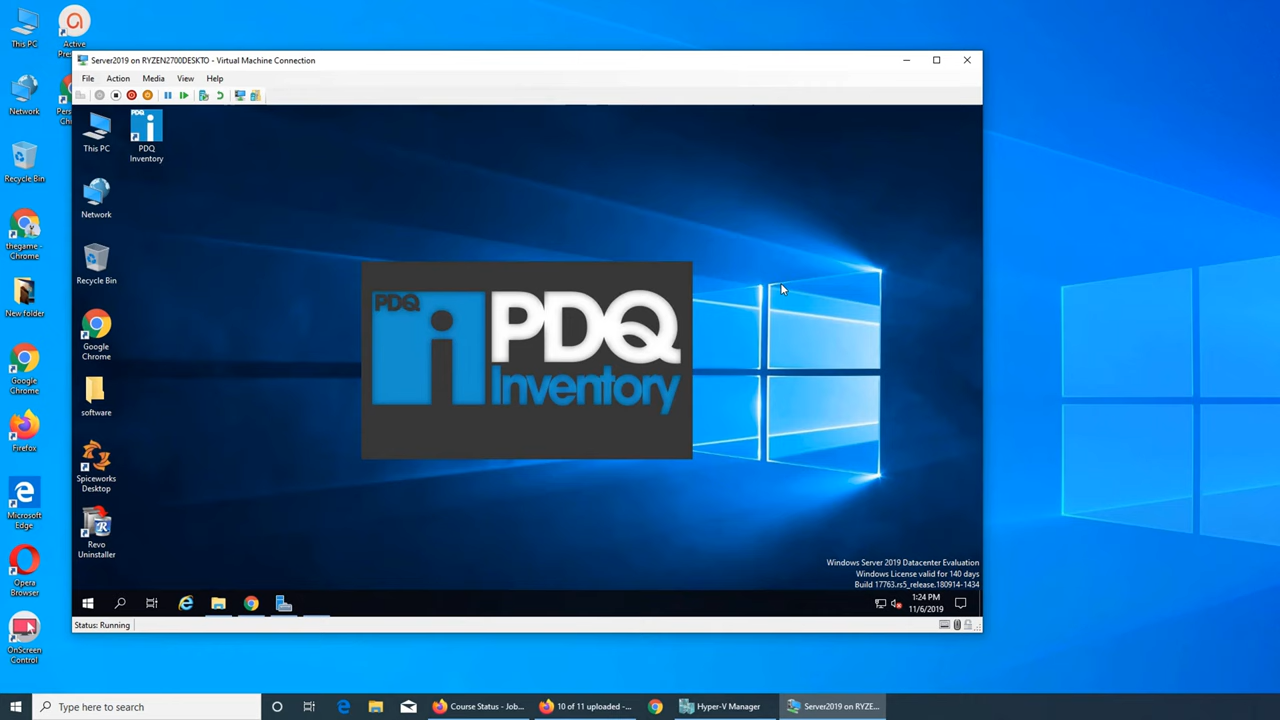 This PC
Active
Pre...
Network
Pers
Chr
Recycle Bin
thegame -
Chrome
New folder
Google
Chrome
Firefox
Microsoft
Edge
Opera
Browser
OnScreen
Control
Server2019 on RYZEN2700DESKTO - Virtual Machine Connection
File Action Media View Help
This PC
PDQ
PDQ
Inventory
Network
Recycle Bin
Google
Chrome
software
Spiceworks
Desktop
Revo
Uninstaller
PDQ
PDQ
Inventory
Windows Server 2019 Datacenter Evaluation
Windows License valid for 140 days
Build 17763.rs5_release.180914-1434
1:24 PM
11/6/2019
Status: Running
Type here to search
Course Status - Job...
10 of 11 uploaded -...
Hyper-V Manager
Server2019 on RYZE...